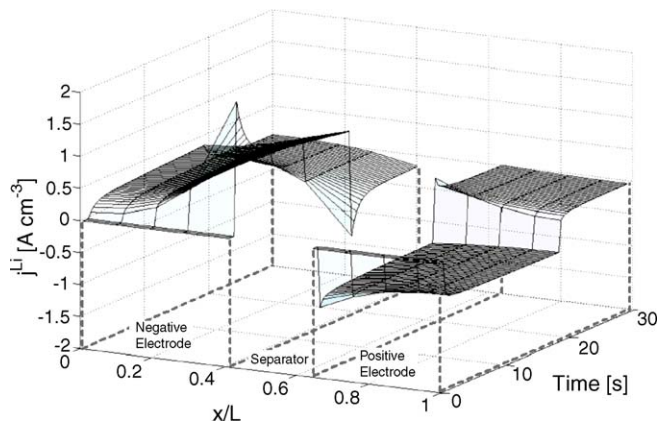 2
1.5
1
0.5
0
-0.5
-1
-1.5
-2
j^Li [A cm^-3]
Negative
Electrode
Separator
Positive
Electrode
0
0.2
0.4
0.6
0.8
1
x/L
0
10
20
30
Time [s]